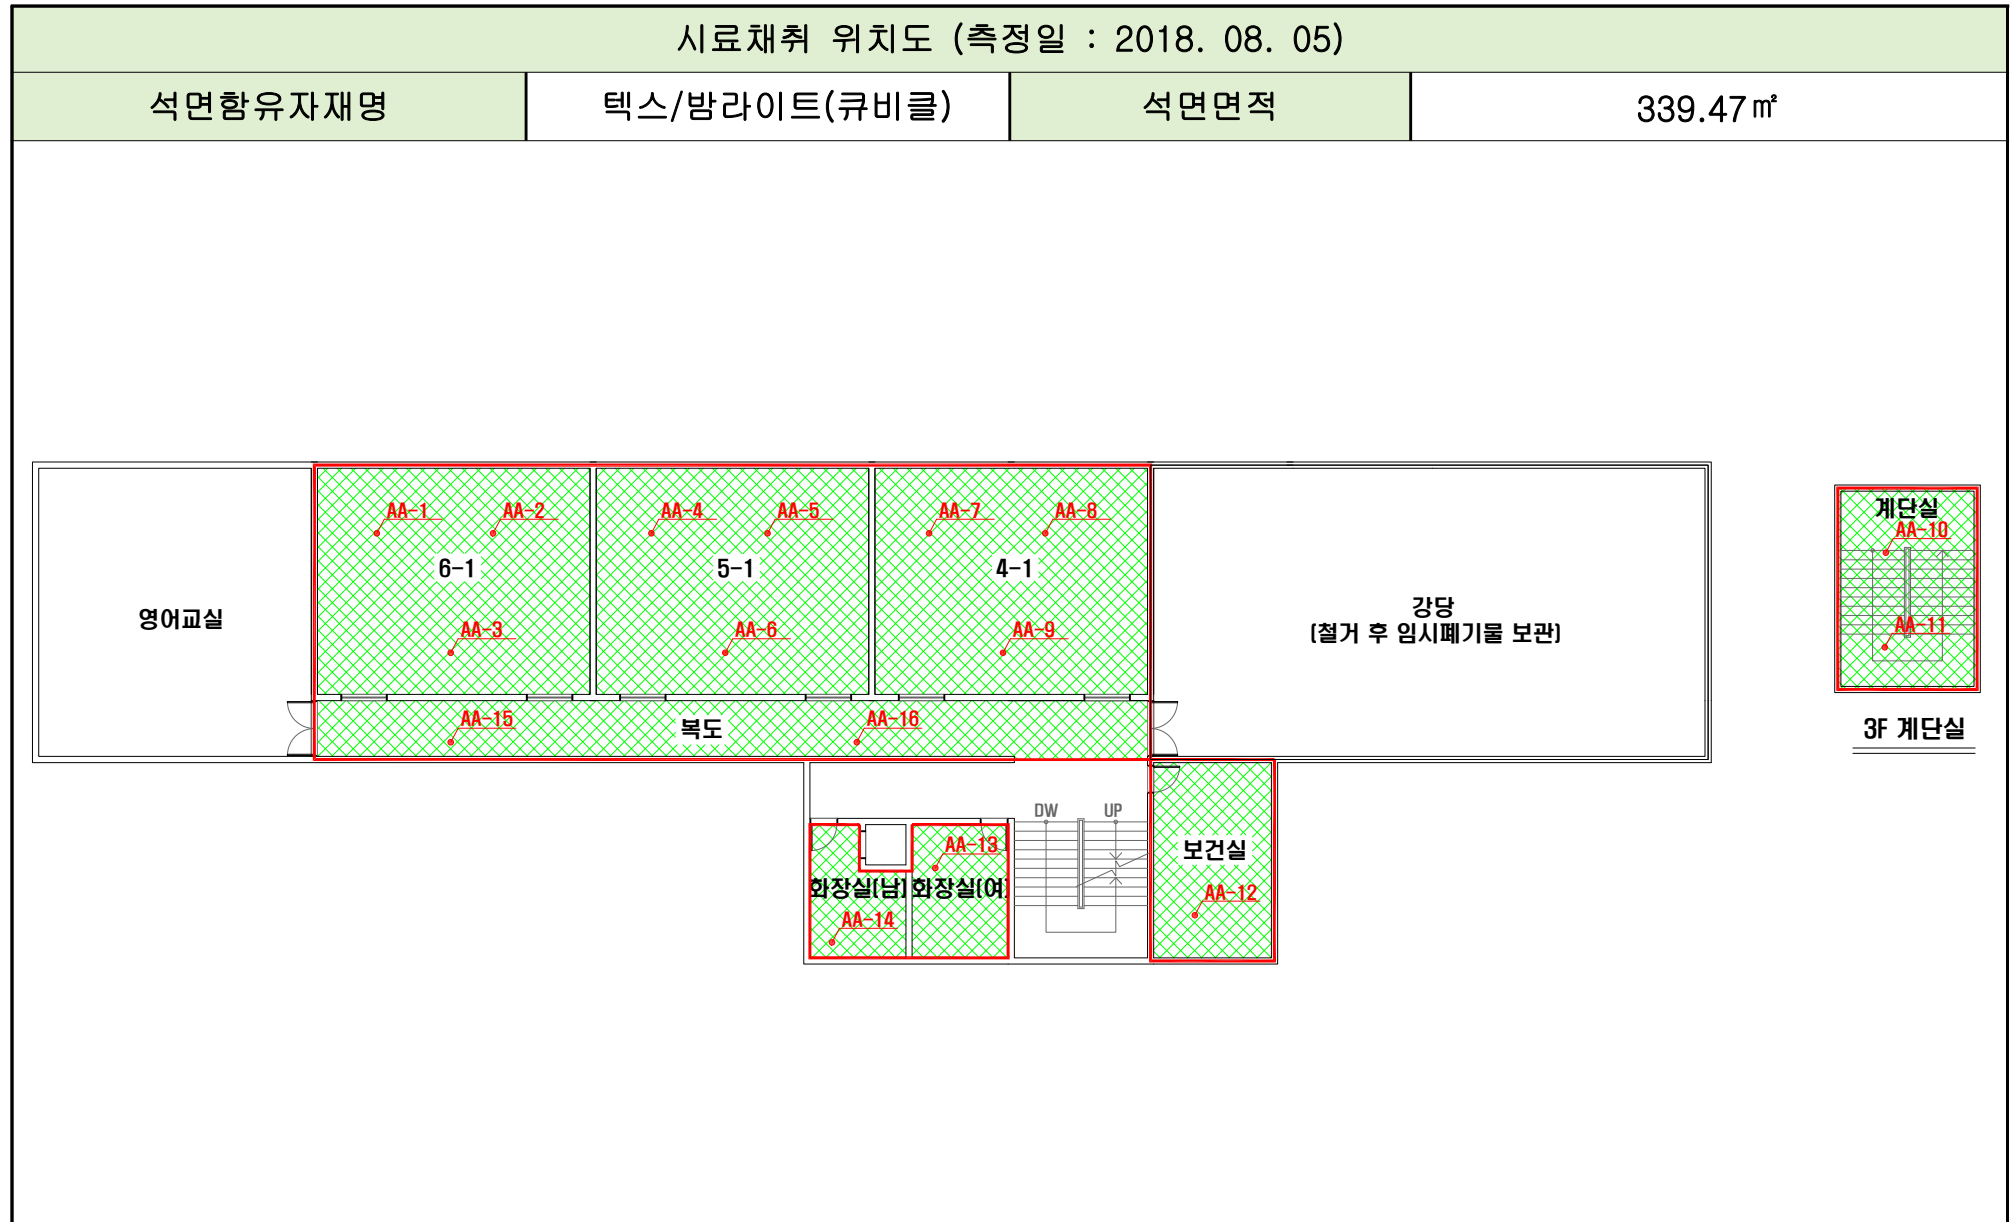 시료채취 위치도 (측정일 : 2018. 08. 05)
석면함유자재명
텍스/밤라이트(큐비클)
석면면적
339.47㎡
AA-1
AA-2
AA-4
AA-5
AA-7
AA-8
계단실
AA-10
6-1
5-1
4-1
영어교실
강당
(철거 후 임시폐기물 보관)
AA-3
AA-6
AA-9
AA-11
AA-15
복도
AA-16
3F 계단실
DW
UP
AA-13
보건실
화장실(남)
화장실(여)
AA-12
AA-14